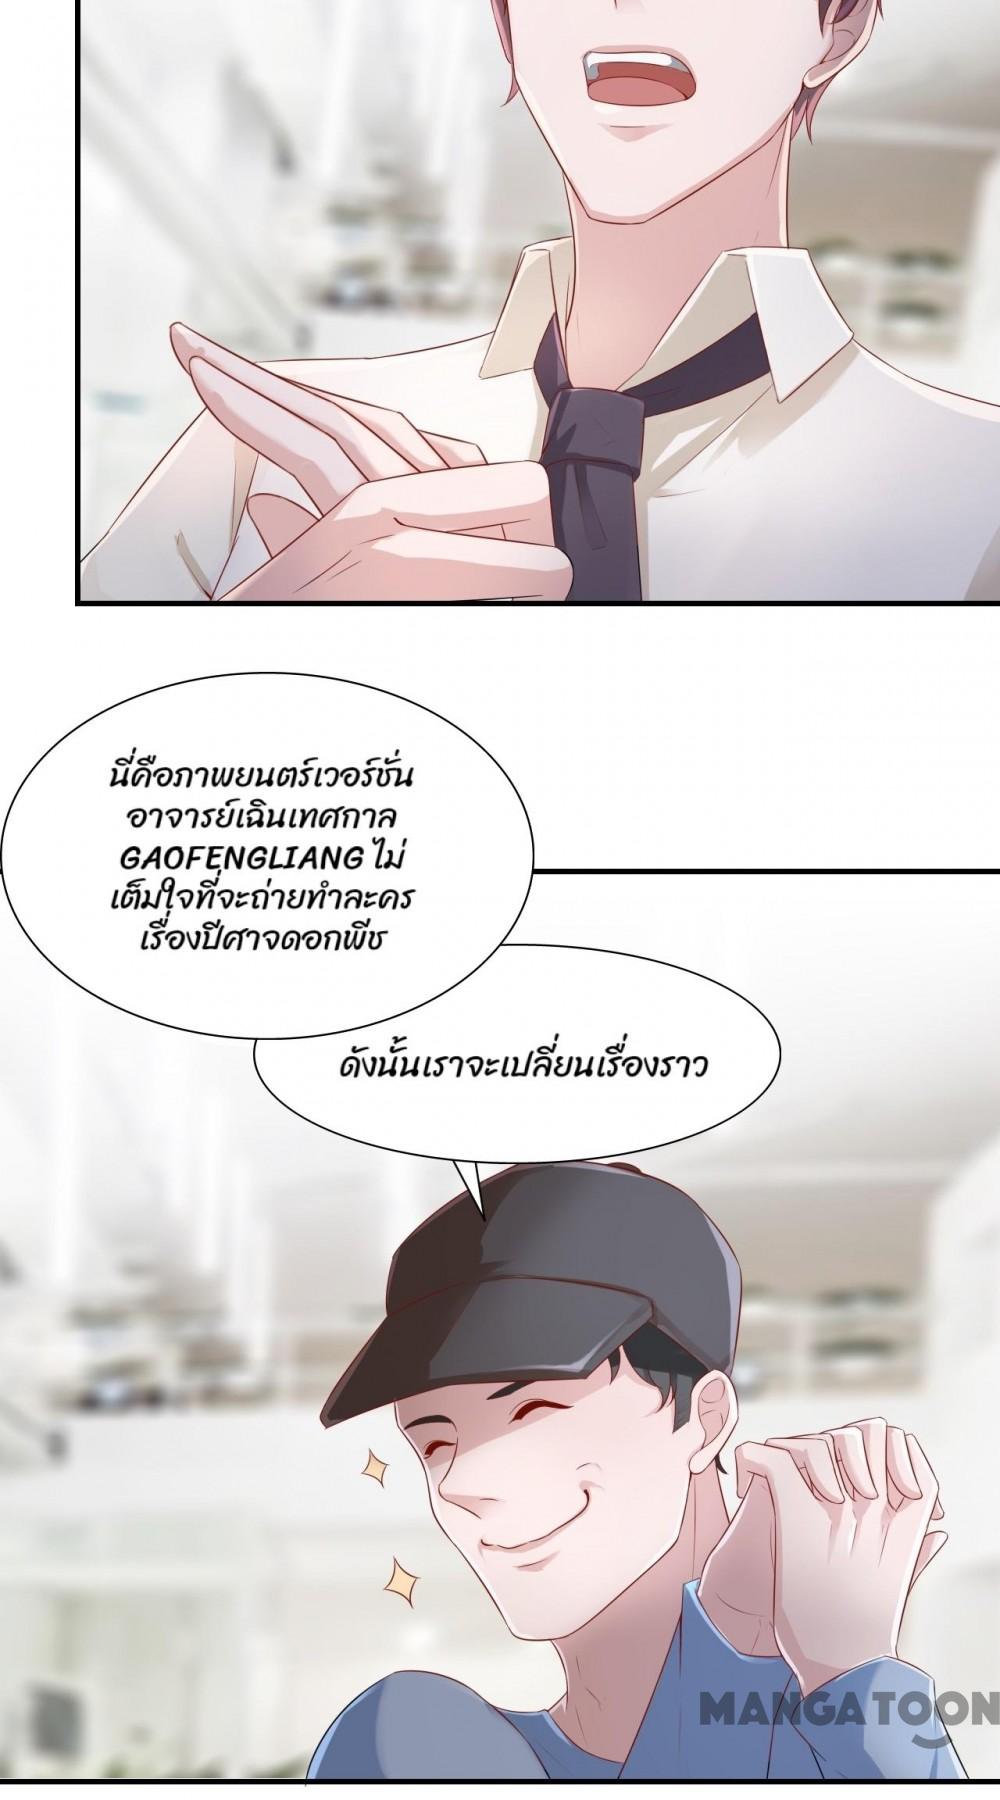 นี่คือภาพยนตร์เวอร์ชั่น
อาจารย์เฉินเทศกาล
GAOFENGLIANG ไม่
เต็มใจที่จะถ่ายทำละคร
เรื่องปีศาจดอกพีช
ดังนั้นเราจะเปลี่ยนเรื่องราว
MANGATOON